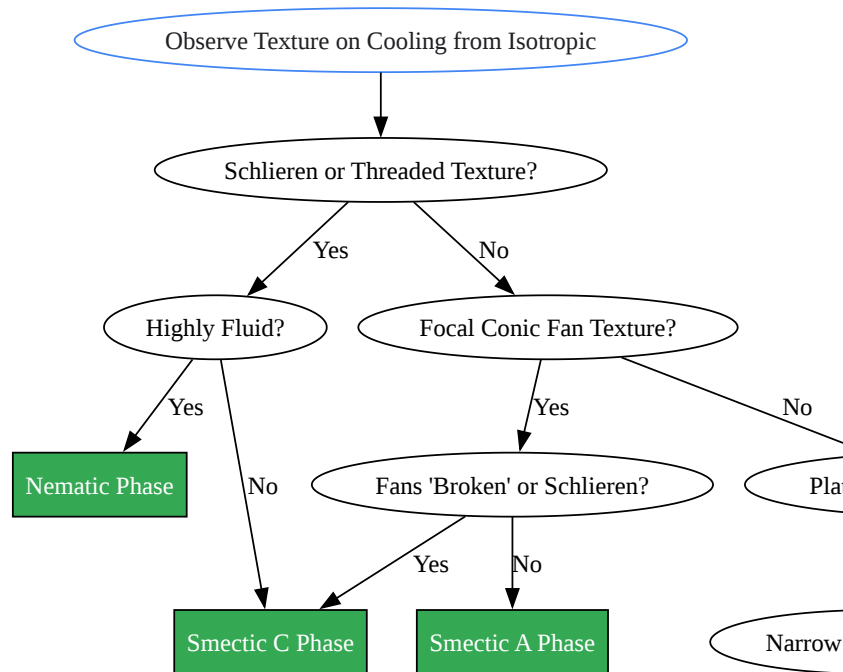 Observe Texture on Cooling from Isotropic
Schlieren or Threaded Texture?
Yes
No
Highly Fluid?
Focal Conic Fan Texture?
Yes
Yes
No
Nematic Phase
No
Fans 'Broken' or Schlieren?
Yes
No
Smectic C Phase
Smectic A Phase
Narrow